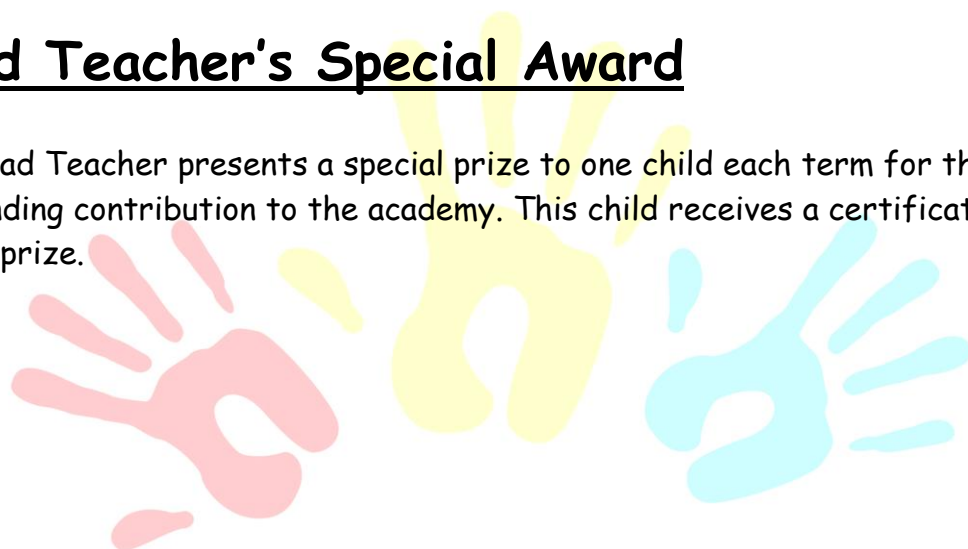 d Teacher's Special Award
ad Teacher presents a special prize to one child each term for th
ding contribution to the academy. This child receives a certificat
prize.